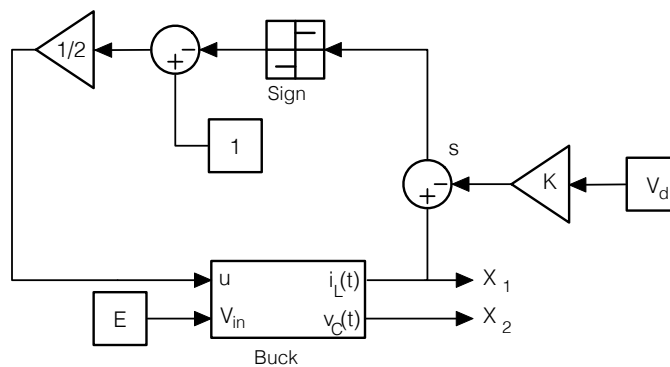 1/2
−
+
Sign
1
s
−
+
K
V_d
u
i_L(t)
X_1
E
V_in
v_C(t)
X_2
Buck